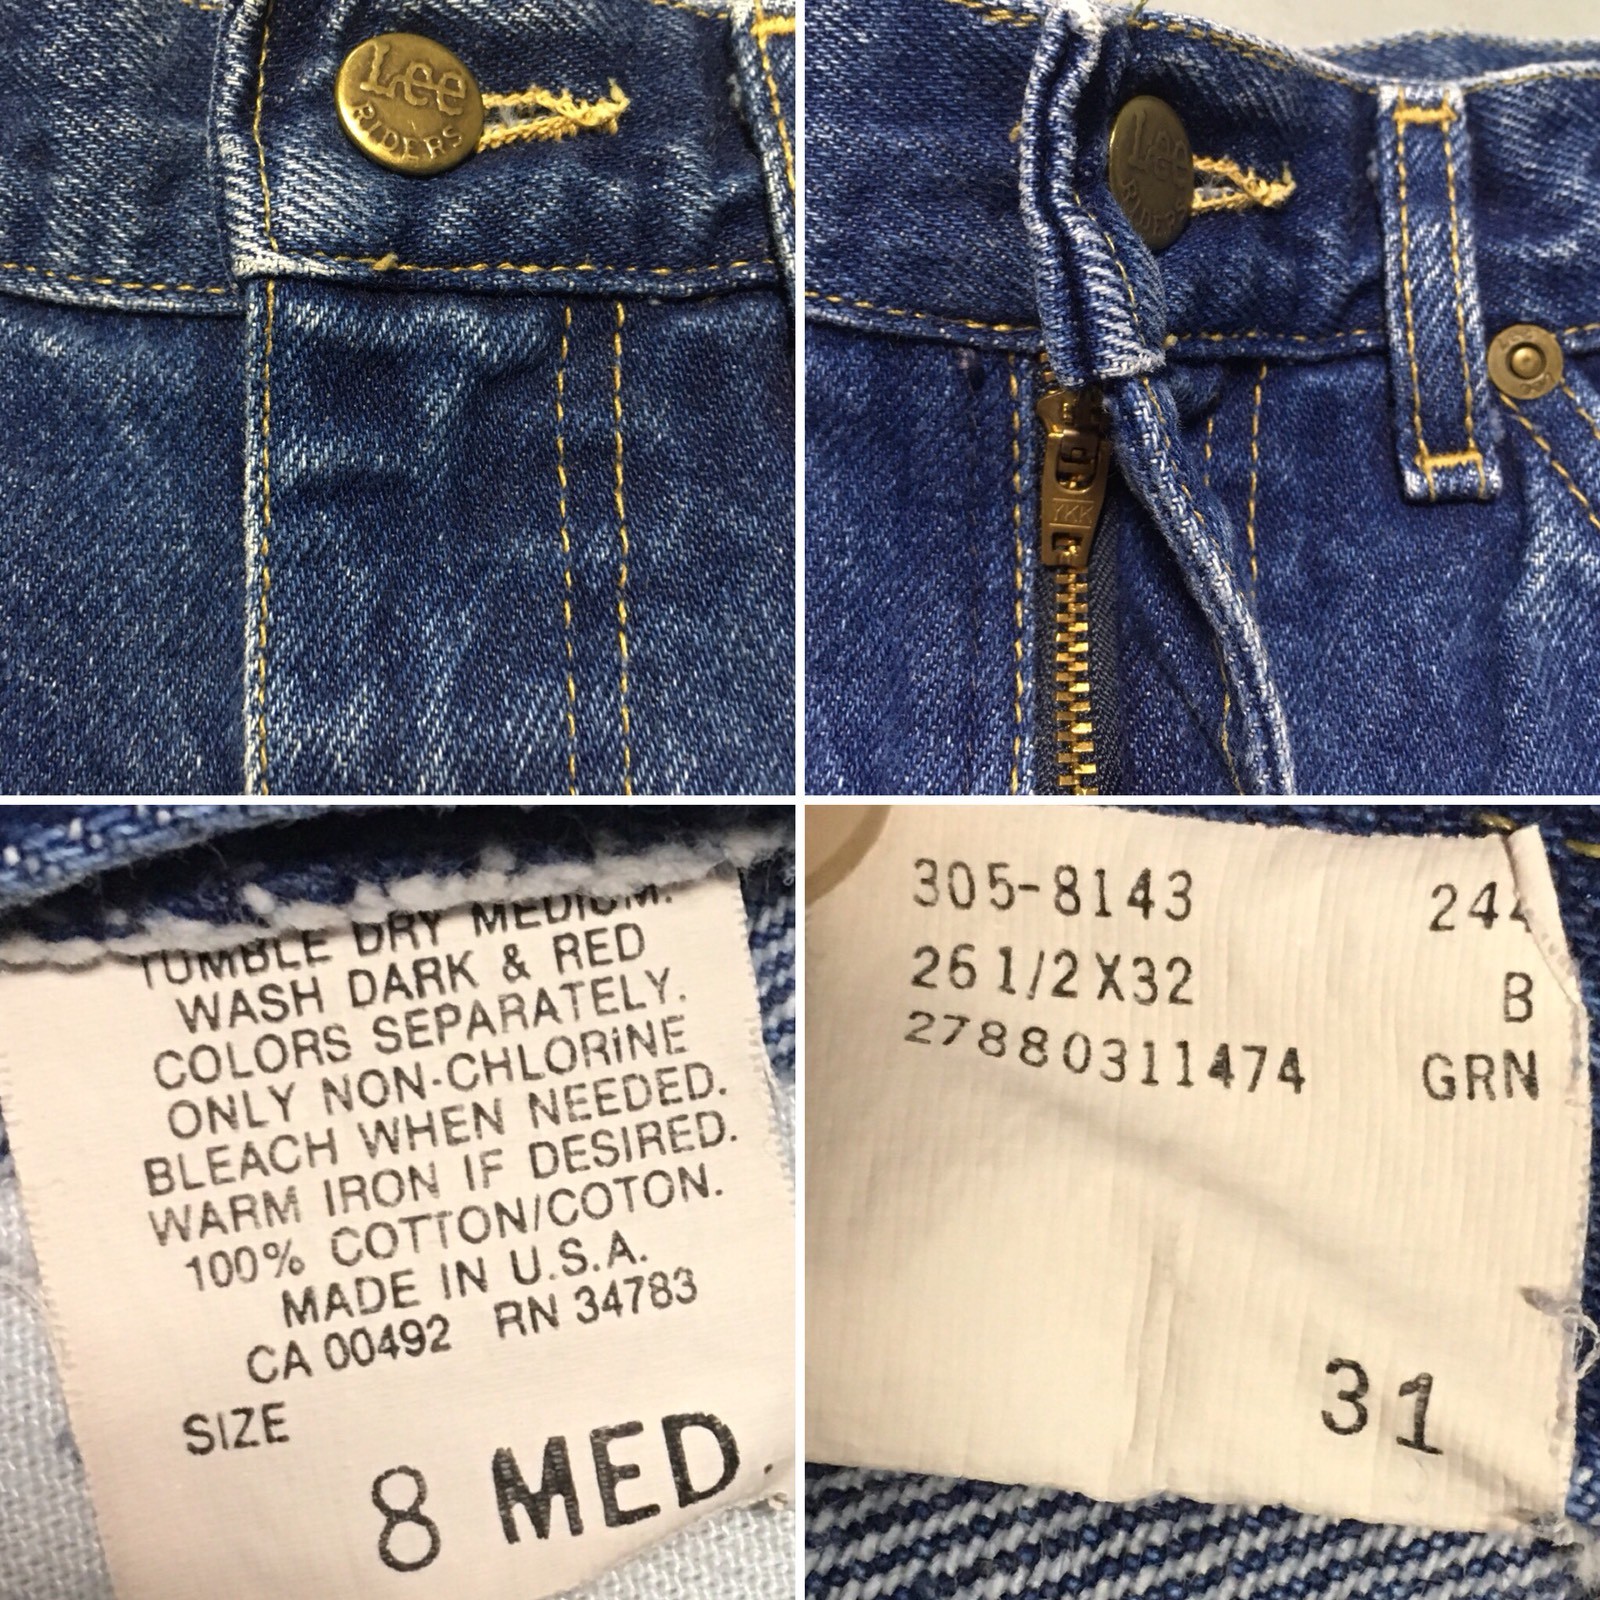 Lee
RIDERS
Lee
RIDERS
YKK
TUMBLE DRY MEDIUM.
WASH DARK & RED
COLORS SEPARATELY.
ONLY NON-CHLORINE
BLEACH WHEN NEEDED.
WARM IRON IF DESIRED.
100% COTTON/COTON.
MADE IN U.S.A.
CA 00492 RN 34783
SIZE
8 MED.
305-8143 244
26 1/2 X32 B
27880311474 GRN
31